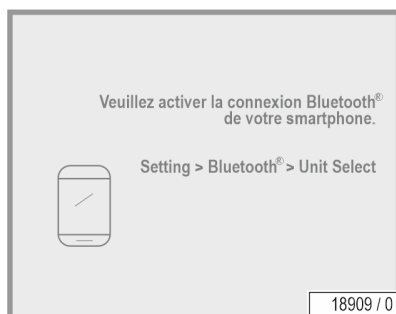 Veuillez activer la connexion Bluetooth®
de votre smartphone.
Setting > Bluetooth® > Unit Select
18909 / 0